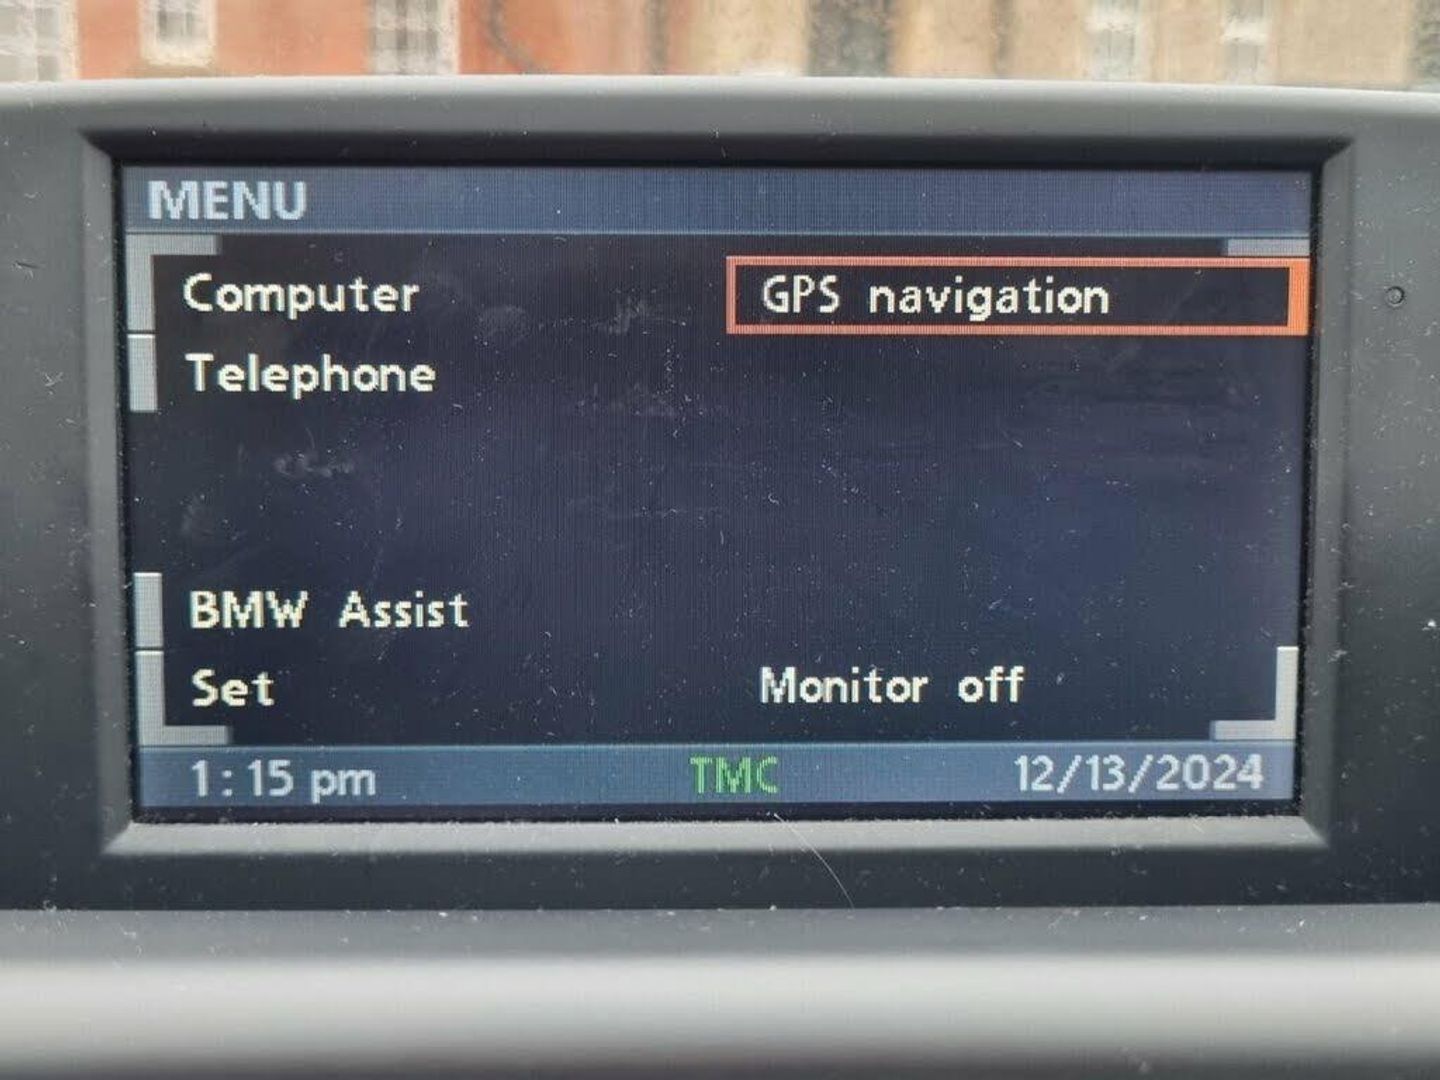 MENU
Computer GPS navigation
Telephone
BMW Assist
Set Monitor off
1:15 pm TMC 12/13/2024